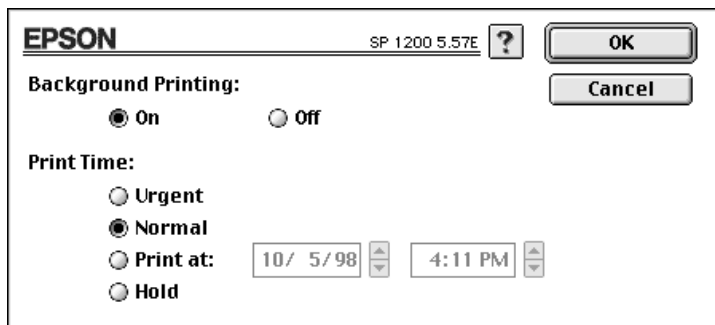 EPSON SP 1200 5.57E ? OK
Background Printing: Cancel
On Off
Print Time:
Urgent
Normal
Print at: 10/ 5/98 4:11 PM
Hold